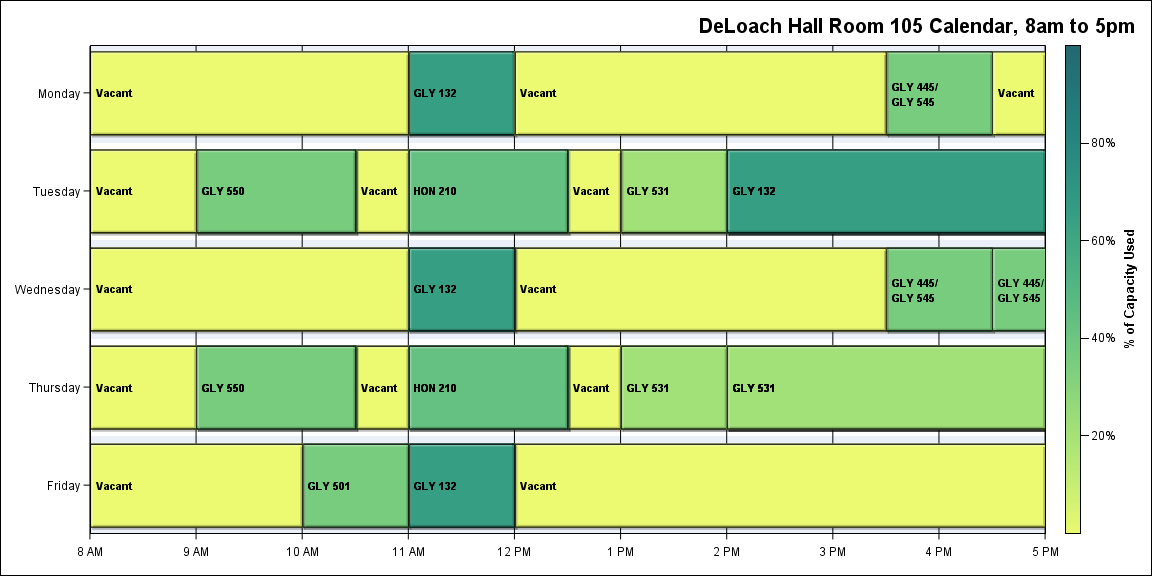 DeLoach Hall Room 105 Calendar, 8am to 5pm
Monday
Vacant
GLY 132
Vacant
GLY 445/
GLY 545
Vacant
Tuesday
Vacant
GLY 550
Vacant
HON 210
Vacant
GLY 531
GLY 132
Wednesday
Vacant
GLY 132
Vacant
GLY 445/
GLY 545
GLY 445/
GLY 545
Thursday
Vacant
GLY 550
Vacant
HON 210
Vacant
GLY 531
GLY 531
Friday
Vacant
GLY 501
GLY 132
Vacant
8 AM
9 AM
10 AM
11 AM
12 PM
1 PM
2 PM
3 PM
4 PM
5 PM
80%
60%
40%
20%
% of Capacity Used